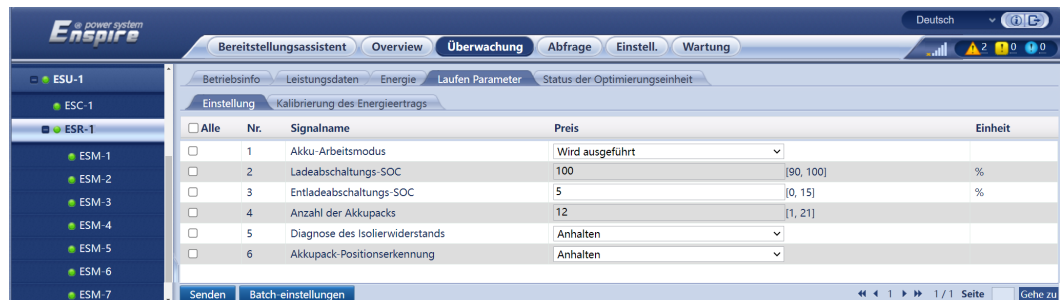 Deutsch
@ power system
Enspire
Bereitstellungsassistent Overview Überwachung Abfrage Einstell. Wartung
2 0 0
ESU-1
ESC-1
ESR-1
ESM-1
ESM-2
ESM-3
ESM-4
ESM-5
ESM-6
ESM-7
Betriebsinfo Leistungsdaten Energie Laufen Parameter Status der Optimierungseinheit
Einstellung Kalibrierung des Energieertrags
Alle Nr. Signalname Preis Einheit
1 Akku-Arbeitsmodus Wird ausgeführt
2 Ladeabschaltungs-SOC 100 [90, 100] %
3 Entladeabschaltungs-SOC 5 [0, 15] %
4 Anzahl der Akkupacks 12 [1, 21]
5 Diagnose des Isolierwiderstands Anhalten
6 Akkupack-Positionserkennung Anhalten
Senden Batch-einstellungen 1 1/1 Seite Gehe zu